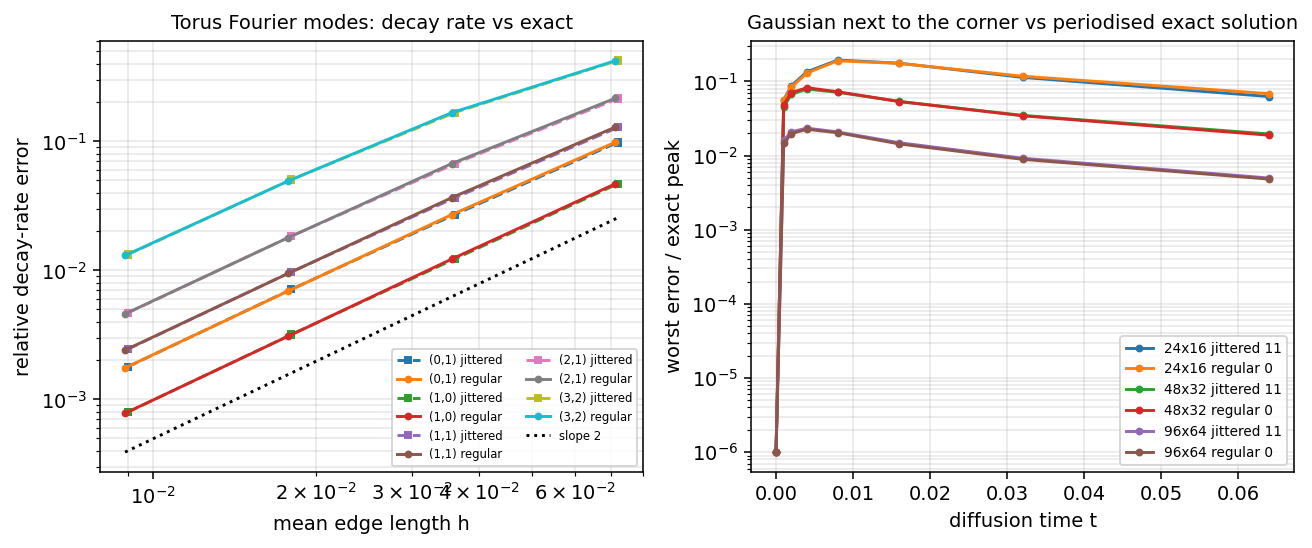 Torus Fourier modes: decay rate vs exact
relative decay-rate error
10⁻¹
10⁻²
10⁻³
10⁻²
2 × 10⁻²
3 × 10⁻²
4 × 10⁻²
6 × 10⁻²
mean edge length h
(0,1) jittered
(0,1) regular
(1,0) jittered
(1,0) regular
(1,1) jittered
(1,1) regular
(2,1) jittered
(2,1) regular
(3,2) jittered
(3,2) regular
slope 2
Gaussian next to the corner vs periodised exact solution
worst error / exact peak
10⁻¹
10⁻²
10⁻³
10⁻⁴
10⁻⁵
10⁻⁶
0.00
0.01
0.02
0.03
0.04
0.05
0.06
diffusion time t
24x16 jittered 11
24x16 regular 0
48x32 jittered 11
48x32 regular 0
96x64 jittered 11
96x64 regular 0